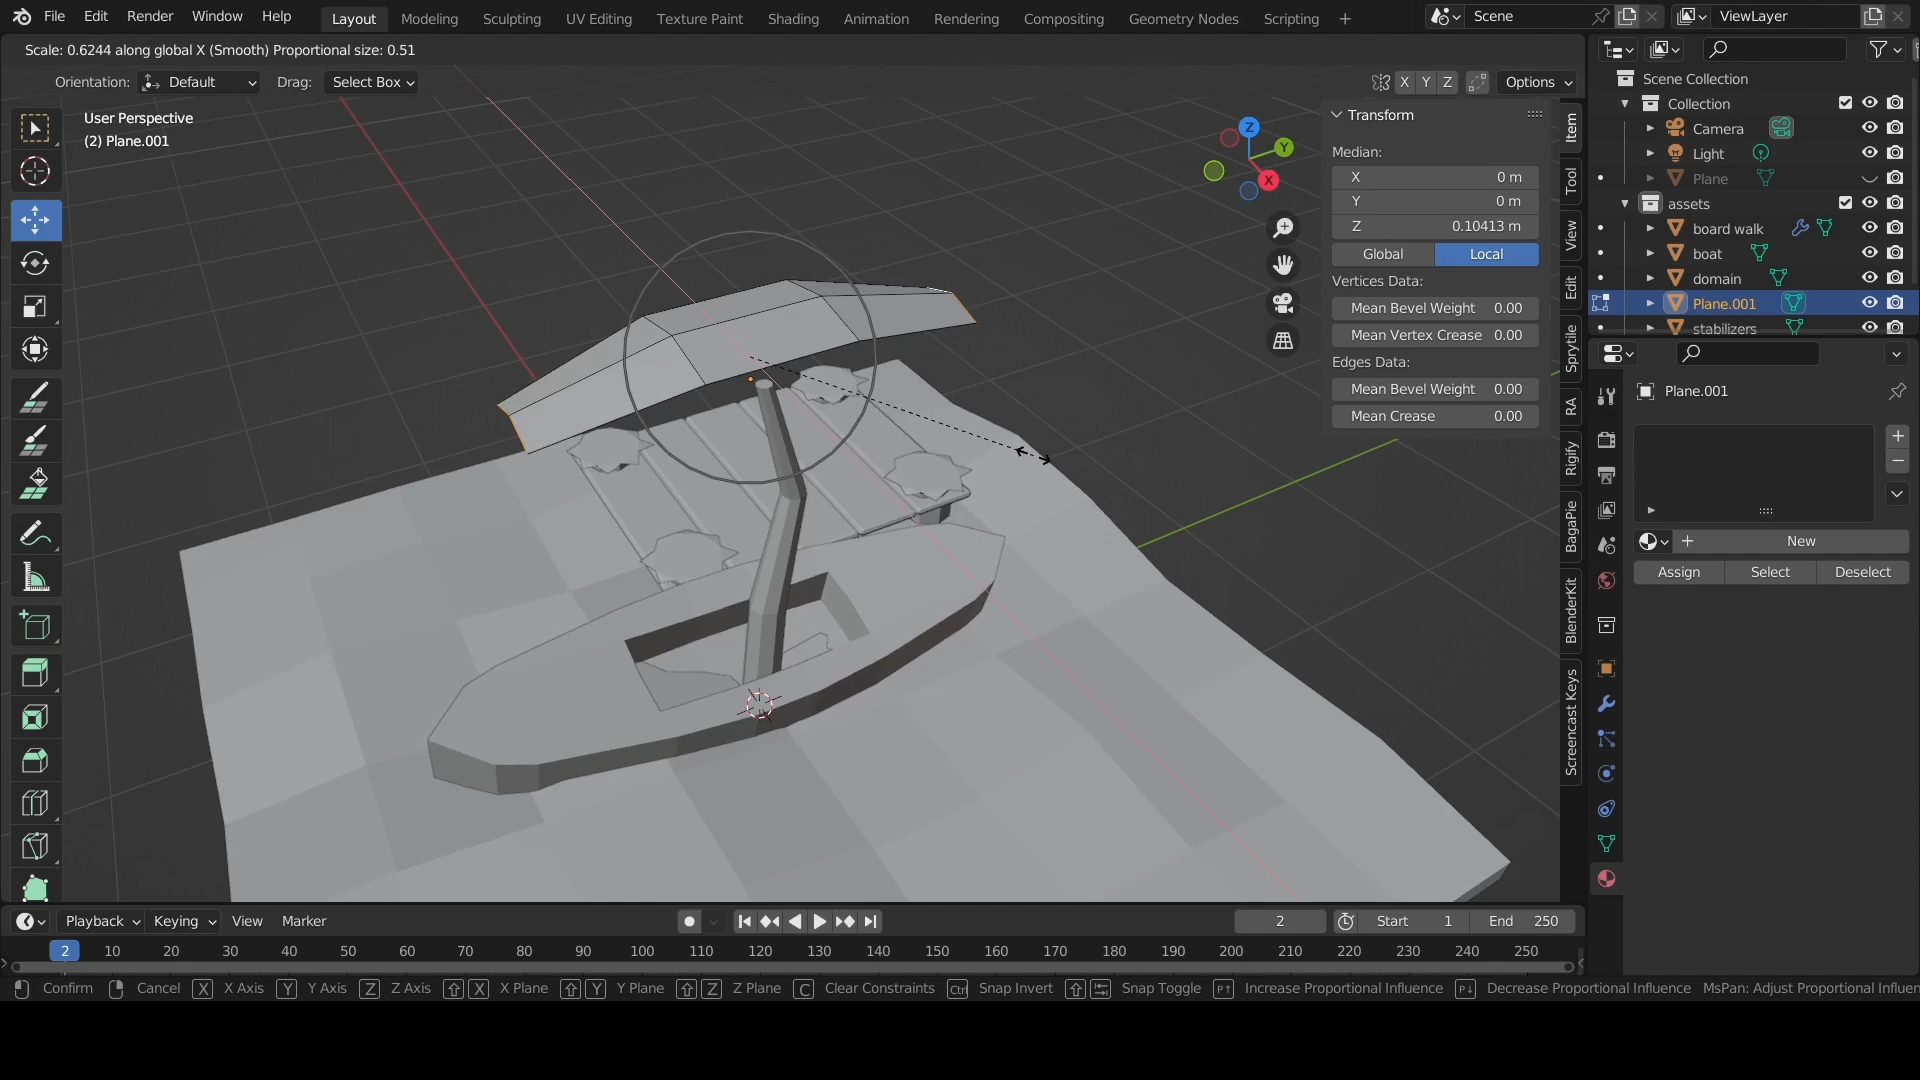 File Edit Render Window Help Layout Modeling Sculpting UV Editing Texture Paint Shading Animation Rendering Compositing Geometry Nodes Scripting + Scene ViewLayer
Scale: 0.6244 along global X (Smooth) Proportional size: 0.51
Orientation: Default Drag: Select Box X Y Z Options
User Perspective
(2) Plane.001
Z
Y
X
Transform
Median:
X 0 m
Y 0 m
Z 0.10413 m
Global Local
Vertices Data:
Mean Bevel Weight 0.00
Mean Vertex Crease 0.00
Edges Data:
Mean Bevel Weight 0.00
Mean Crease 0.00
Item
Tool
View
Edit
Sprytile
RA
Rigify
BagaPie
BlenderKit
Screencast Keys
Scene Collection
Collection
Camera
Light
Plane
assets
board walk
boat
domain
Plane.001
stabilizers
Plane.001
New
Assign Select Deselect
Playback Keying View Marker 2 Start 1 End 250
2 10 20 30 40 50 60 70 80 90 100 110 120 130 140 150 160 170 180 190 200 210 220 230 240 250
Confirm Cancel X X Axis Y Y Axis Z Z Axis X X Plane Y Y Plane Z Z Plane C Clear Constraints Ctrl Snap Invert Snap Toggle Increase Proportional Influence Decrease Proportional Influence MsPan: Adjust Proportional Influen